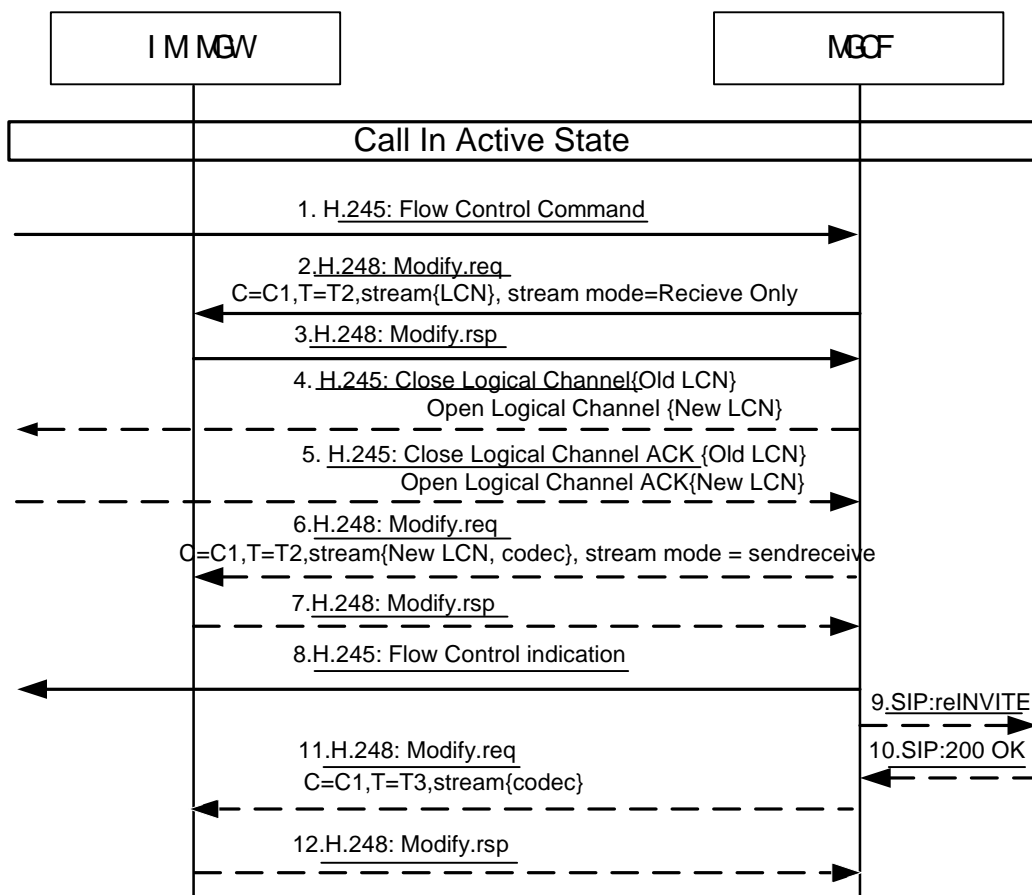 IM MGW
MGCF
Call In Active State
1. H.245: Flow Control Command
2.H.248: Modify.req
C=C1,T=T2,stream{LCN}, stream mode=Recieve Only
3.H.248: Modify.rsp
4. H.245: Close Logical Channel{Old LCN}
Open Logical Channel {New LCN}
5. H.245: Close Logical Channel ACK {Old LCN}
Open Logical Channel ACK{New LCN}
6.H.248: Modify.req
C=C1,T=T2,stream{New LCN, codec}, stream mode = sendreceive
7.H.248: Modify.rsp
8.H.245: Flow Control indication
9.SIP:reINVITE
11.H.248: Modify.req
10.SIP:200 OK
C=C1,T=T3,stream{codec}
12.H.248: Modify.rsp